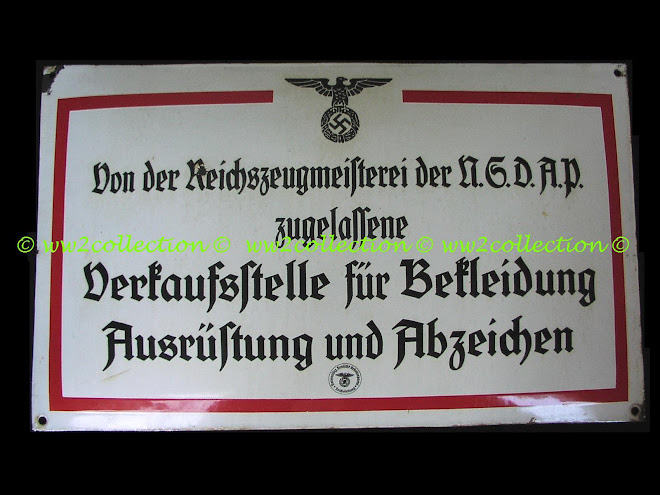 Von der Reichszeugmeisterei der N.S.D.A.P.
zugelassene
© ww2collection © ww2collection © ww2collection ©
Verkaufsstelle für Bekleidung
Ausrüstung und Abzeichen